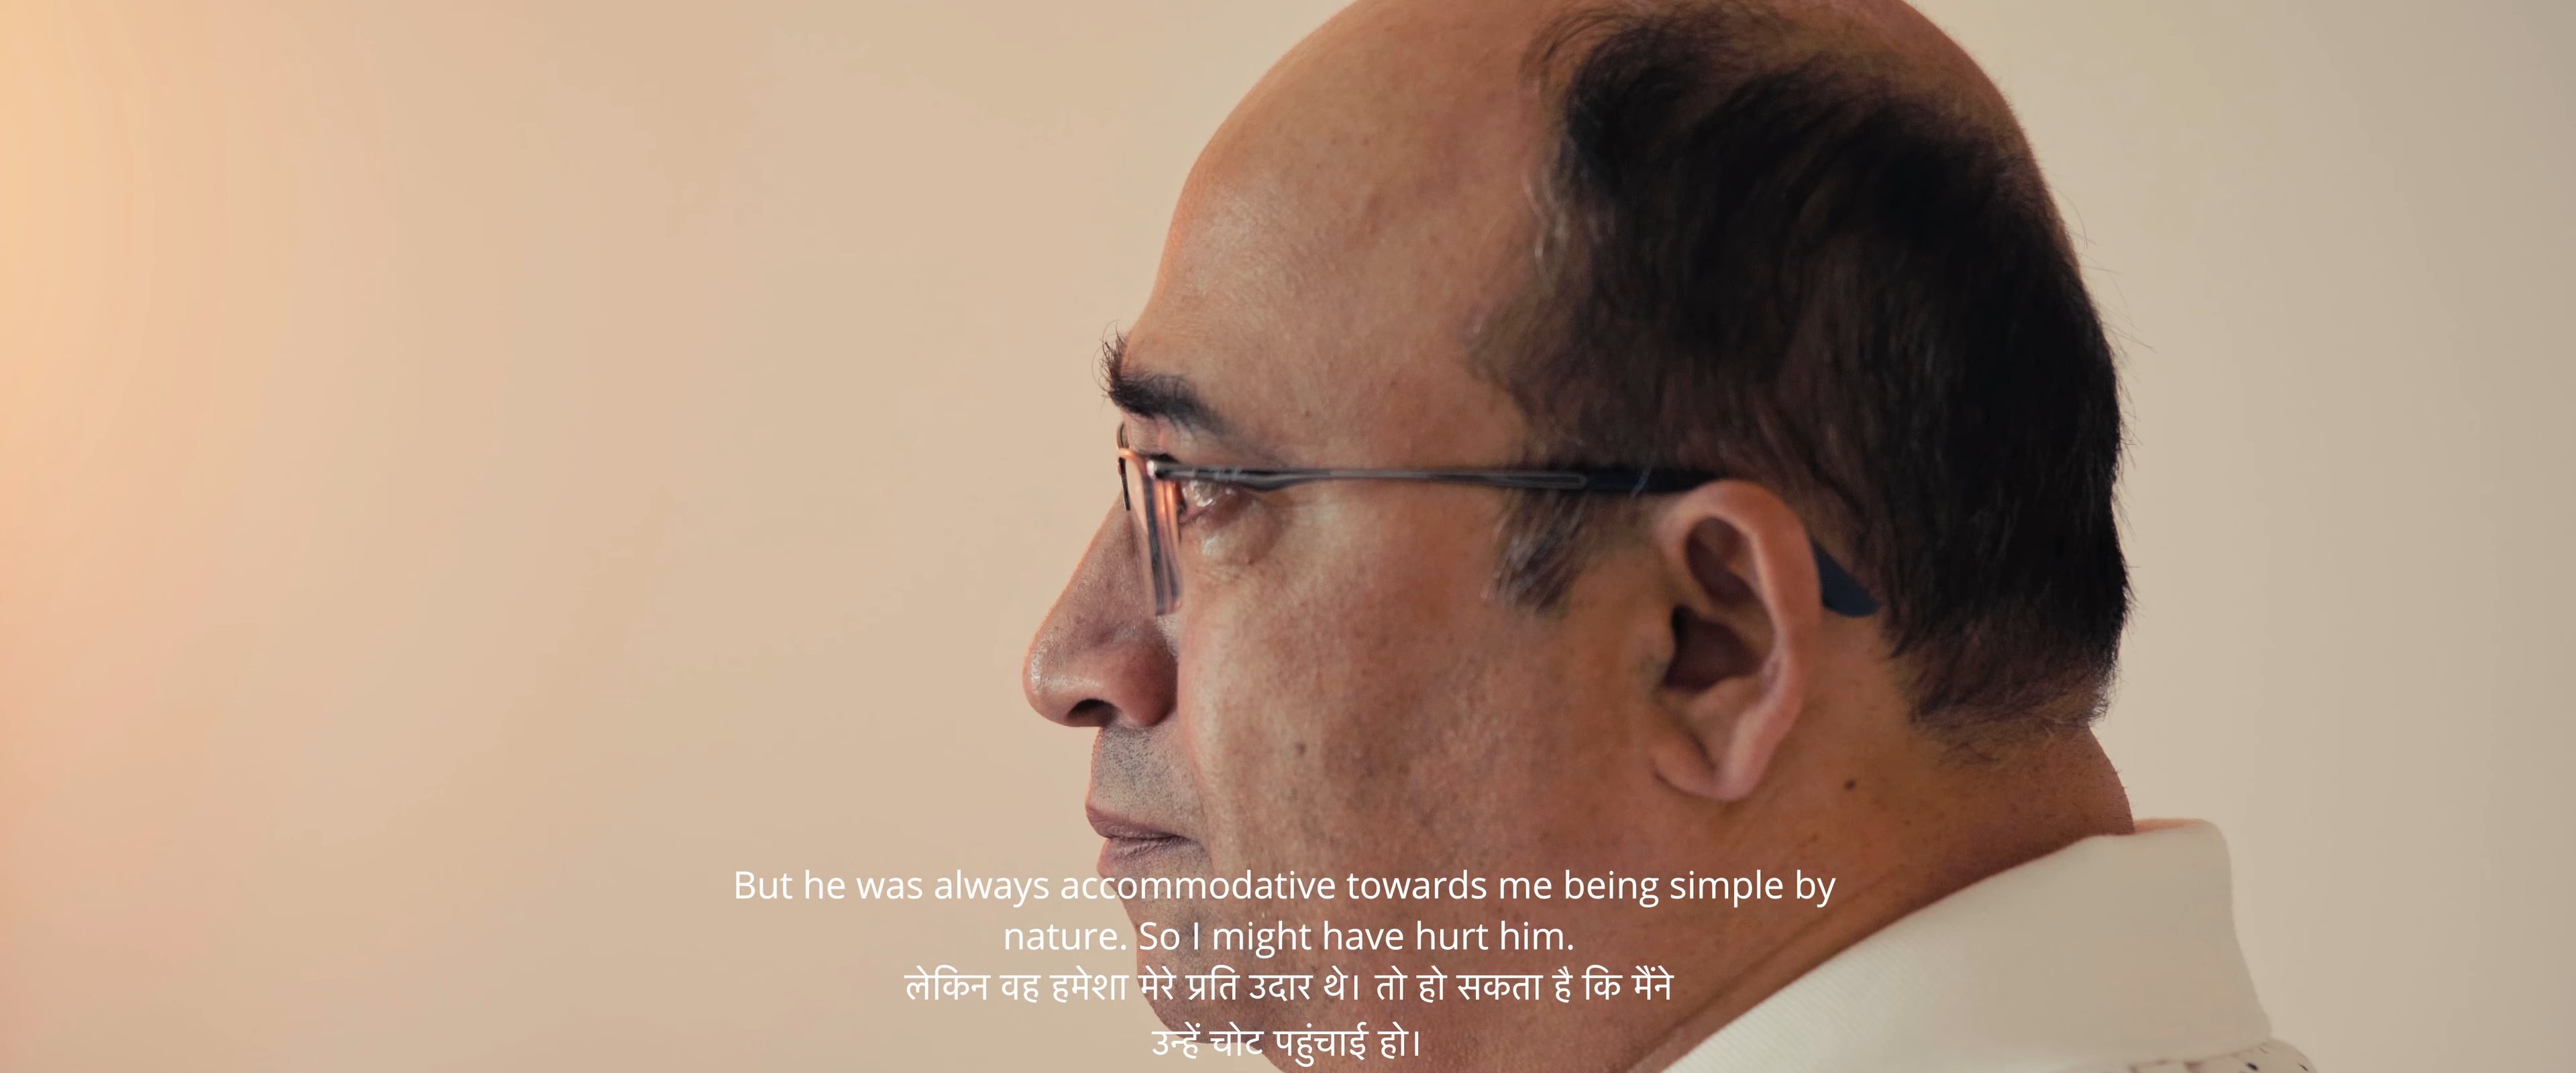 But he was always accommodative towards me being simple by
nature. So I might have hurt him.
लेकिन वह हमेशा मेरे प्रति उदार थे। तो हो सकता है कि मैंने
उन्हें चोट पहुंचाई हो।